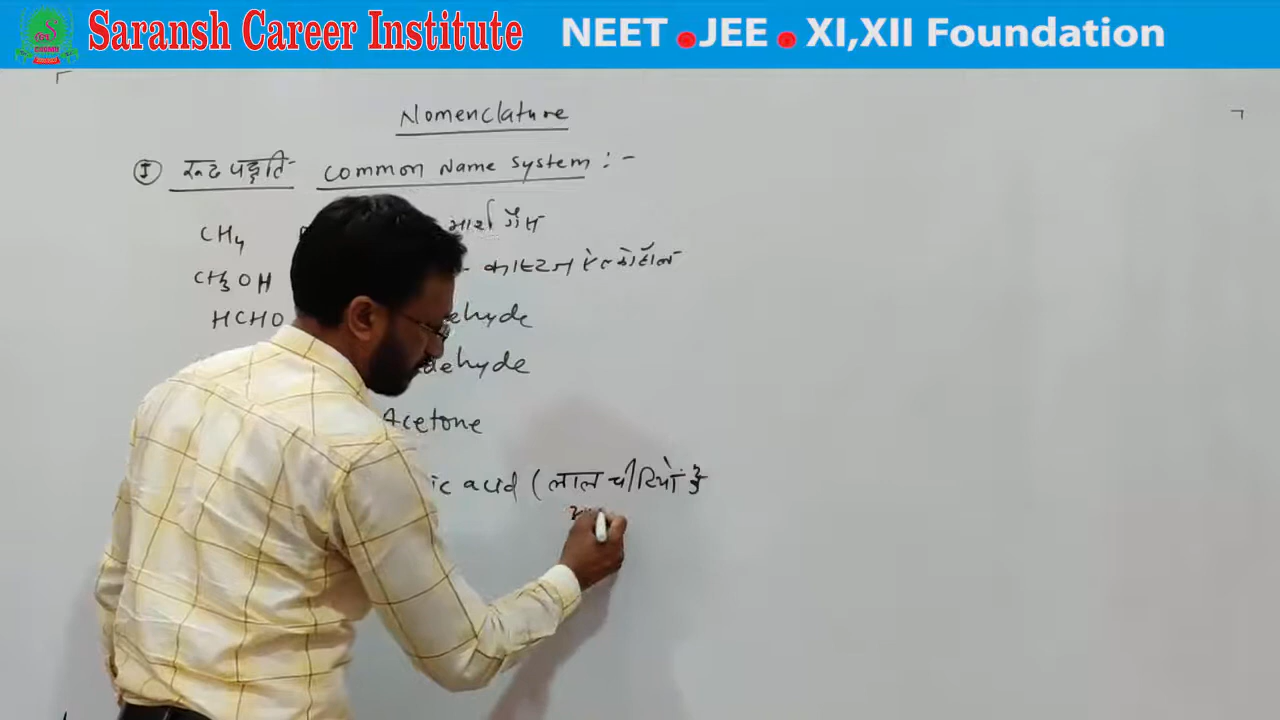 Saransh Career Institute
NEET • JEE • XI,XII Foundation
Nomenclature
I रूढ पद्धति Common Name System :-
CH4 मार्श गैस
CH3OH - काष्ठ ऐल्कोहॉल
HCHO ehyde
dehyde
Acetone
ic acid (लाल चींटियों